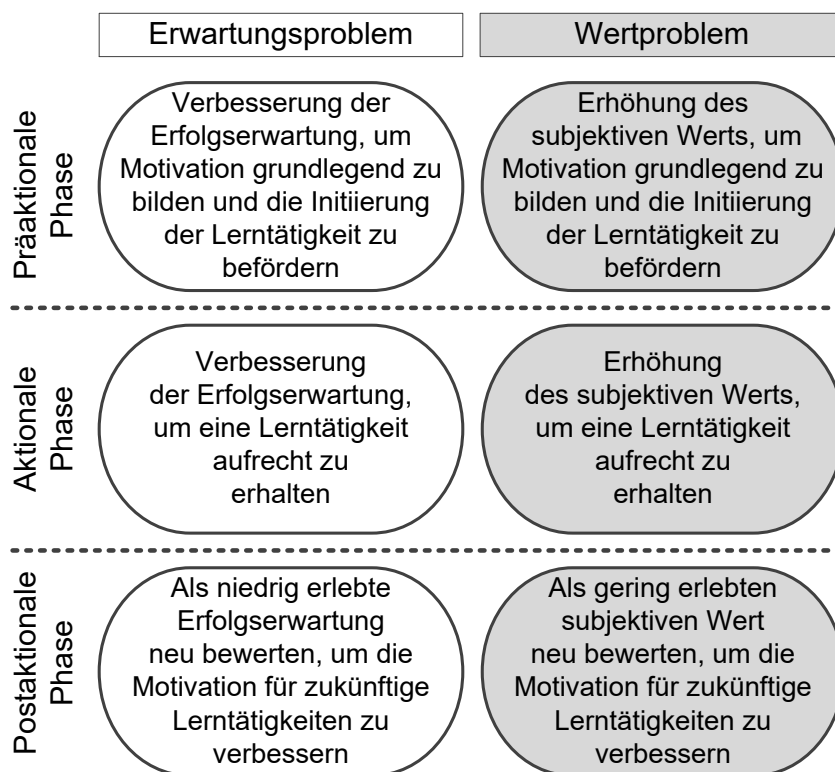 Erwartungsproblem
Wertproblem
Präaktionale
Phase
Verbesserung der
Erfolgserwartung, um
Motivation grundlegend zu
bilden und die Initiierung
der Lerntätigkeit zu
befördern
Erhöhung des
subjektiven Werts, um
Motivation grundlegend zu
bilden und die Initiierung
der Lerntätigkeit zu
befördern
Aktionale
Phase
Verbesserung
der Erfolgserwartung,
um eine Lerntätigkeit
aufrecht zu
erhalten
Erhöhung
des subjektiven Werts,
um eine Lerntätigkeit
aufrecht zu
erhalten
Postaktionale
Phase
Als niedrig erlebte
Erfolgserwartung
neu bewerten, um die
Motivation für zukünftige
Lerntätigkeiten zu
verbessern
Als gering erlebten
subjektiven Wert
neu bewerten, um die
Motivation für zukünftige
Lerntätigkeiten zu
verbessern